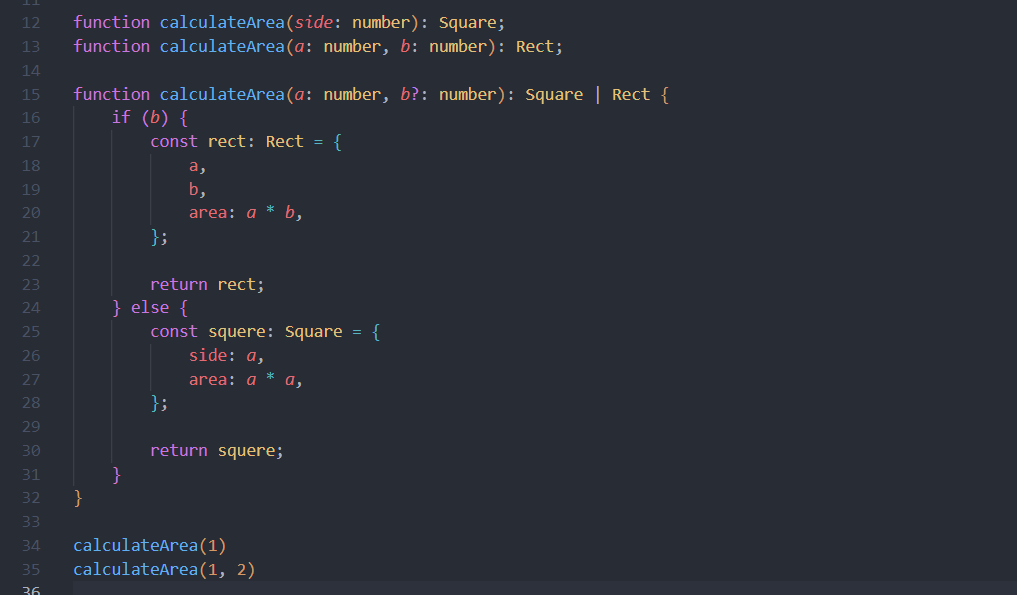 11
12 function calculateArea(side: number): Square;
13 function calculateArea(a: number, b: number): Rect;
14
15 function calculateArea(a: number, b?: number): Square | Rect {
16     if (b) {
17         const rect: Rect = {
18             a,
19             b,
20             area: a * b,
21         };
22
23         return rect;
24     } else {
25         const squere: Square = {
26             side: a,
27             area: a * a,
28         };
29
30         return squere;
31     }
32 }
33
34 calculateArea(1)
35 calculateArea(1, 2)
36